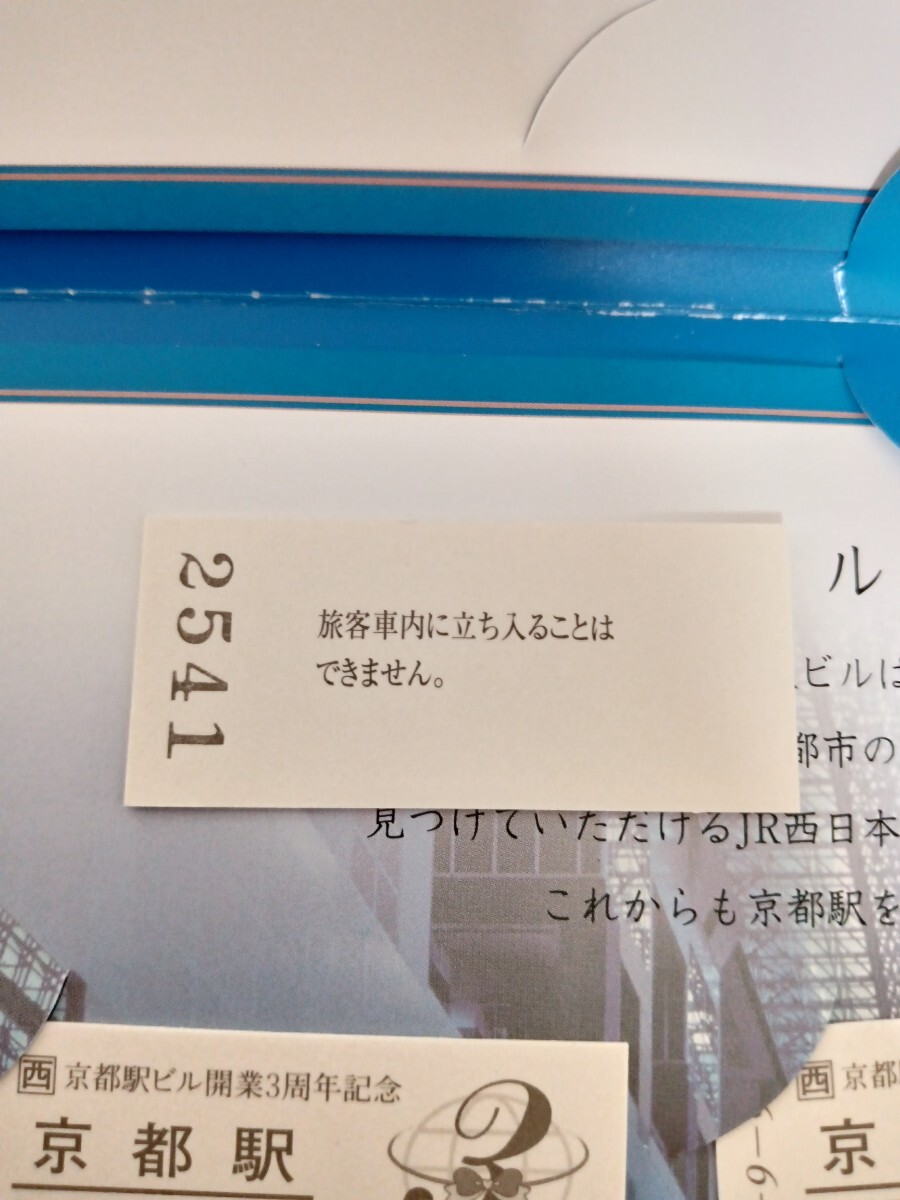 ル
2541
旅客車内に立ち入ることは
できません。
ビルは
都市の
見つけていただけるJR西日本
これからも京都駅を
西 京都駅ビル開業3周年記念
京都駅
3
西 京都
京
-6